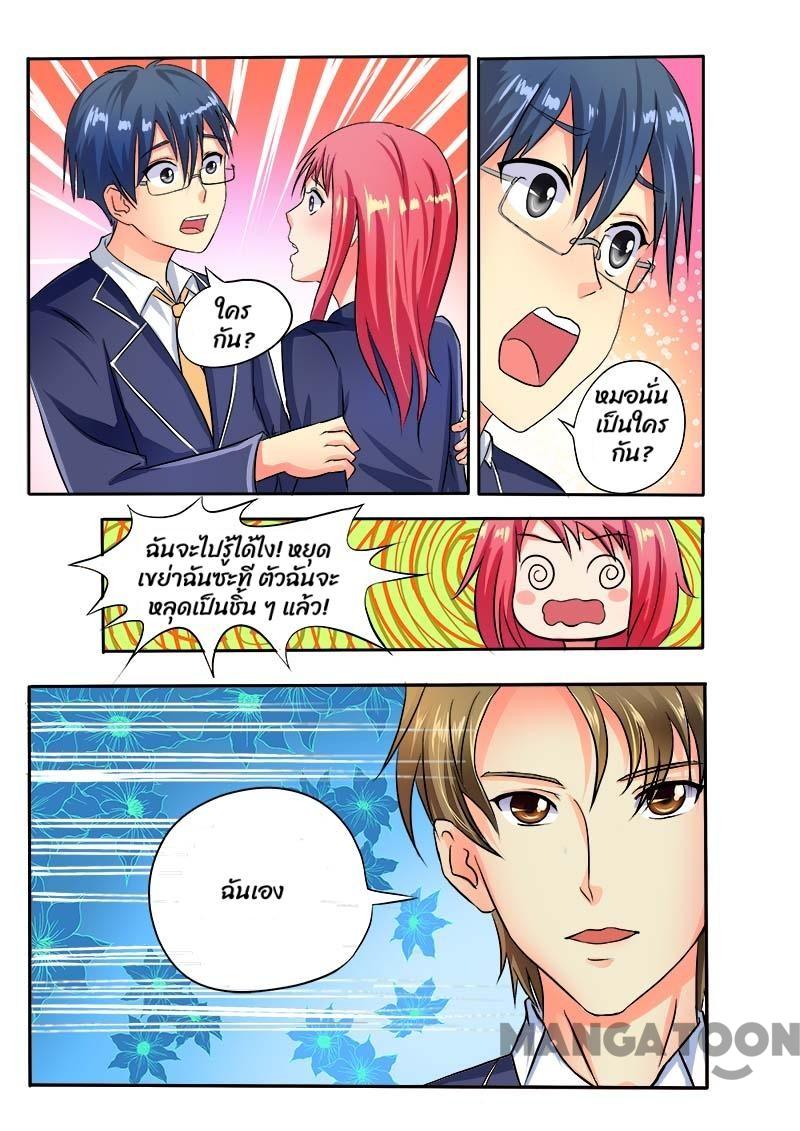 ใคร
กัน?
หมอนั่น
เป็นใคร
กัน?
ฉันจะไปรู้ได้ไง! หยุด
เขย่าฉันซะที ตัวฉันจะ
หลุดเป็นชิ้น ๆ แล้ว!
ฉันเอง
MANGATOON